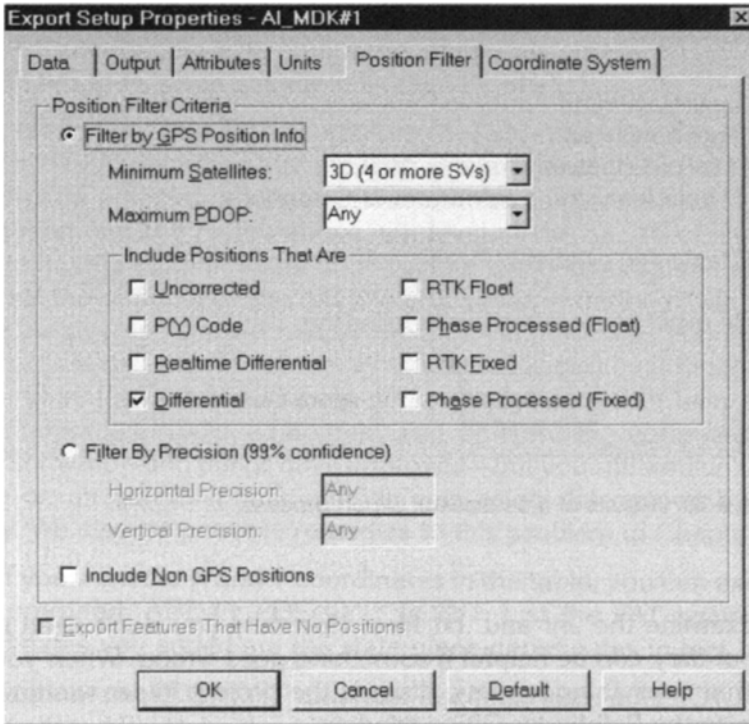 Export Setup Properties - AI_MDK#1
Data Output Attributes Units Position Filter Coordinate System
Position Filter Criteria
Filter by GPS Position Info
Minimum Satellites: 3D (4 or more SVs)
Maximum PDOP: Any
Include Positions That Are
Uncorrected RTK Float
P(Y) Code Phase Processed (Float)
Realtime Differential RTK Fixed
Differential Phase Processed (Fixed)
Filter By Precision (99% confidence)
Horizontal Precision: Any
Vertical Precision: Any
Include Non GPS Positions
Export Features That Have No Positions
OK Cancel Default Help